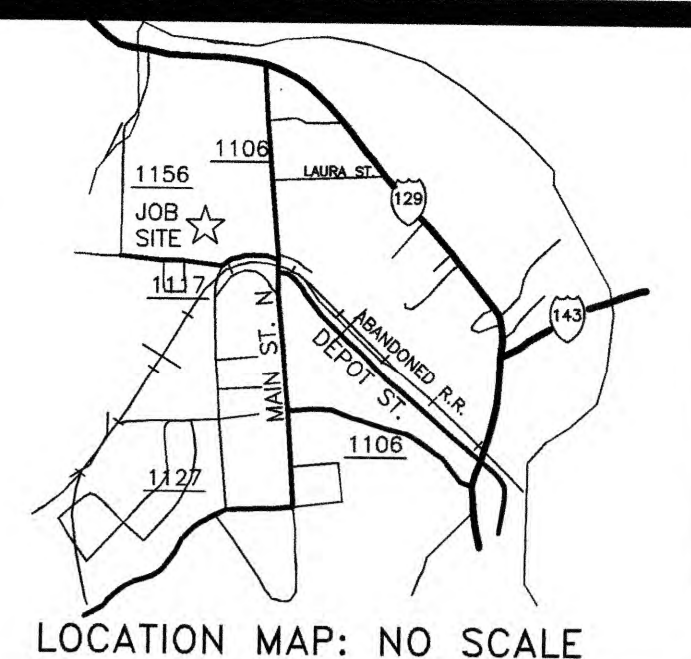 1106
LAURA ST.
1156
129
JOB
SITE
1117
143
MAIN ST. N
ABANDONED R.R.
DEPOT ST.
1106
1127
LOCATION MAP: NO SCALE